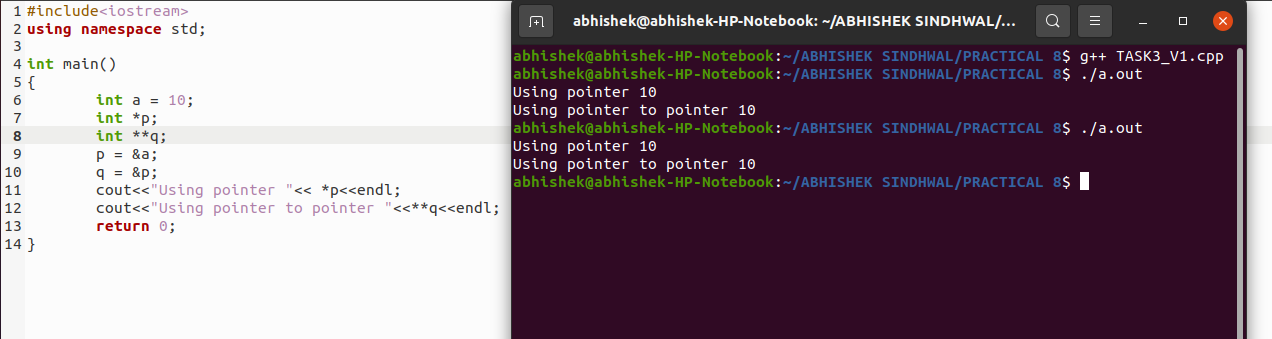 1 #include<iostream>
2 using namespace std;
3
4 int main()
5 {
6 int a = 10;
7 int *p;
8 int **q;
9 p = &a;
10 q = &p;
11 cout<<"Using pointer "<< *p<<endl;
12 cout<<"Using pointer to pointer "<<**q<<endl;
13 return 0;
14 }
abhishek@abhishek-HP-Notebook: ~/ABHISHEK SINDHWAL/...
abhishek@abhishek-HP-Notebook:~/ABHISHEK SINDHWAL/PRACTICAL 8$ g++ TASK3_V1.cpp
abhishek@abhishek-HP-Notebook:~/ABHISHEK SINDHWAL/PRACTICAL 8$ ./a.out
Using pointer 10
Using pointer to pointer 10
abhishek@abhishek-HP-Notebook:~/ABHISHEK SINDHWAL/PRACTICAL 8$ ./a.out
Using pointer 10
Using pointer to pointer 10
abhishek@abhishek-HP-Notebook:~/ABHISHEK SINDHWAL/PRACTICAL 8$